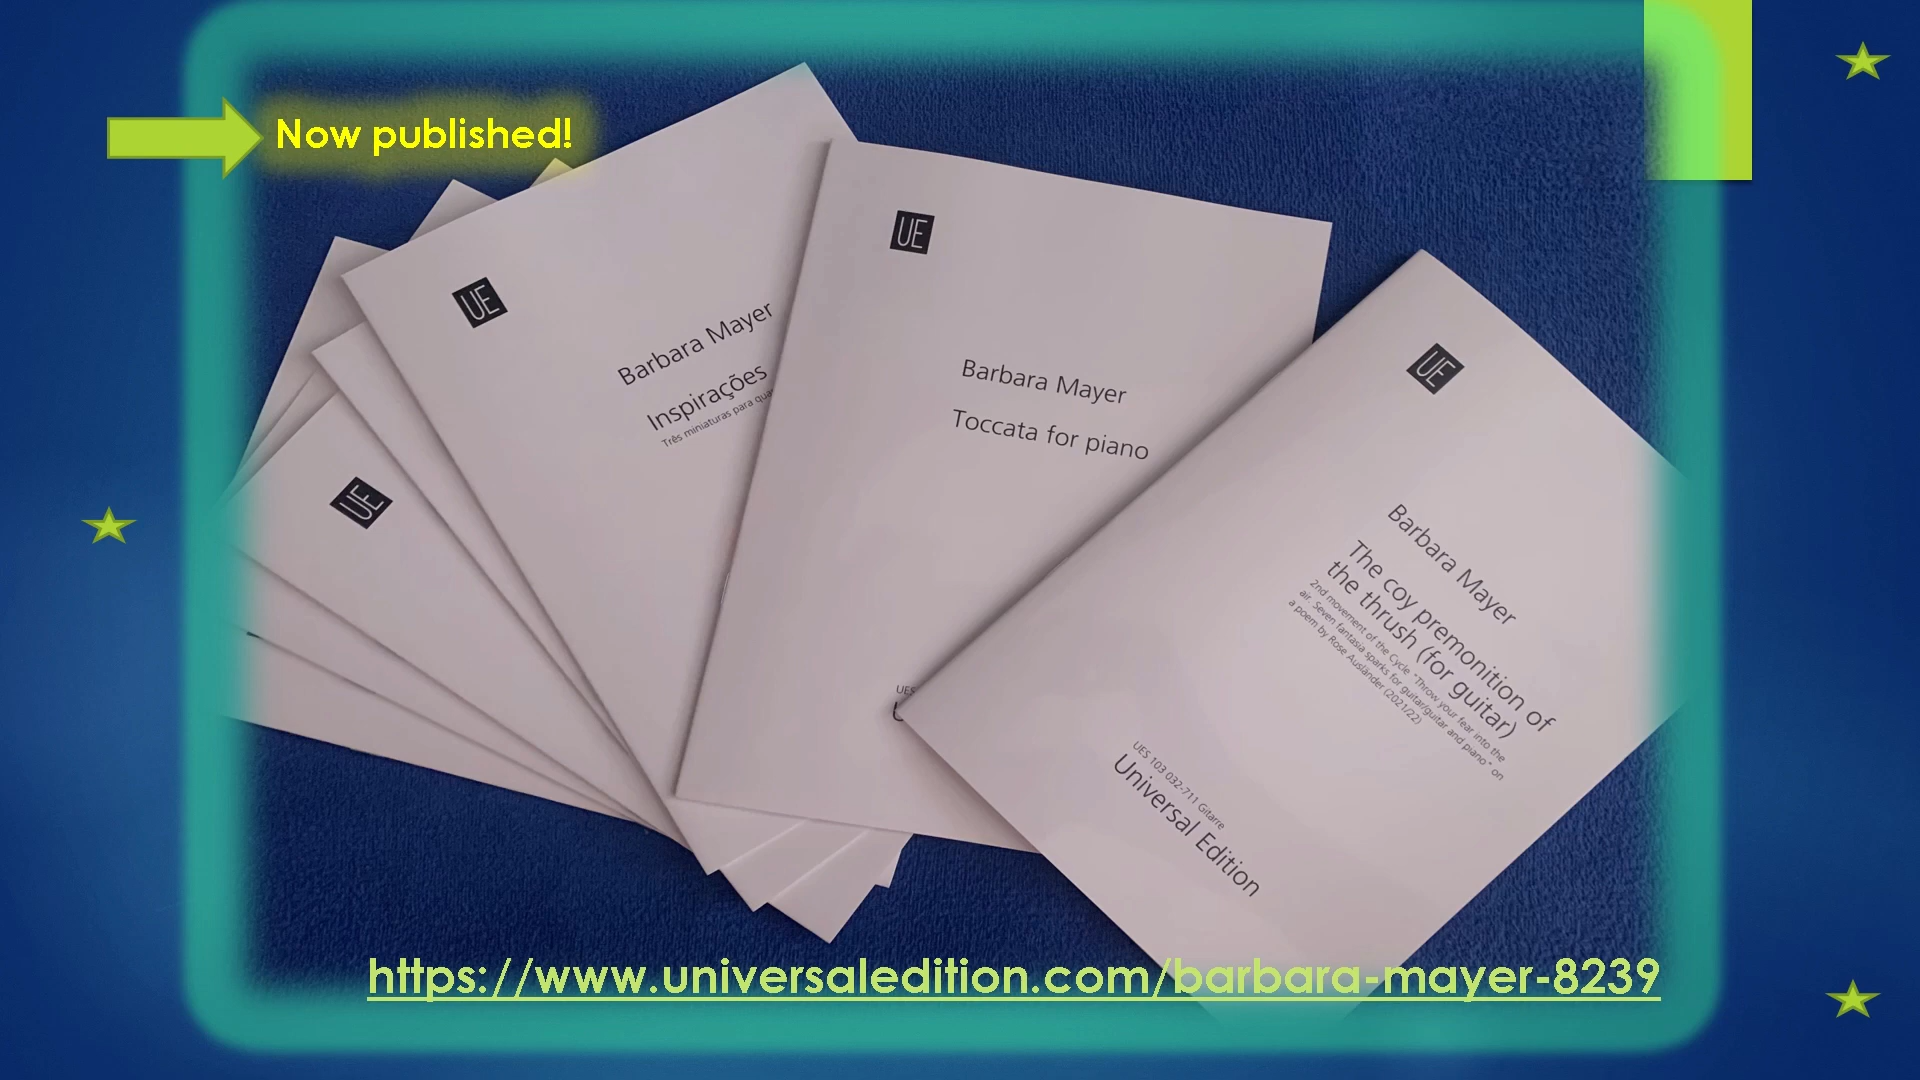 Now published!
UE
UE
UE
UE
Barbara Mayer
Inspirações
Três miniaturas para
Barbara Mayer
Toccata for piano
UES
Barbara Mayer
The coy premonition of
the thrush (for guitar)
2nd movement of the Cycle "Throw your fear into the
air. Seven fantasia sparks for guitar/guitar and piano" on
a poem by Rose Ausländer (2021/22)
UES 103 032-711 Gitarre
Universal Edition
https://www.universaledition.com/barbara-mayer-8239